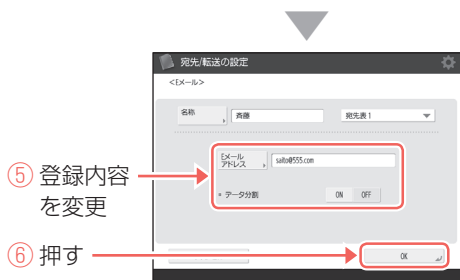 宛先/転送の設定
<Eメール>
名称
斉藤
宛先表 1
Eメール
アドレス
saito@555.com
▪ データ分割
ON OFF
⑤ 登録内容
を変更
⑥ 押す
OK